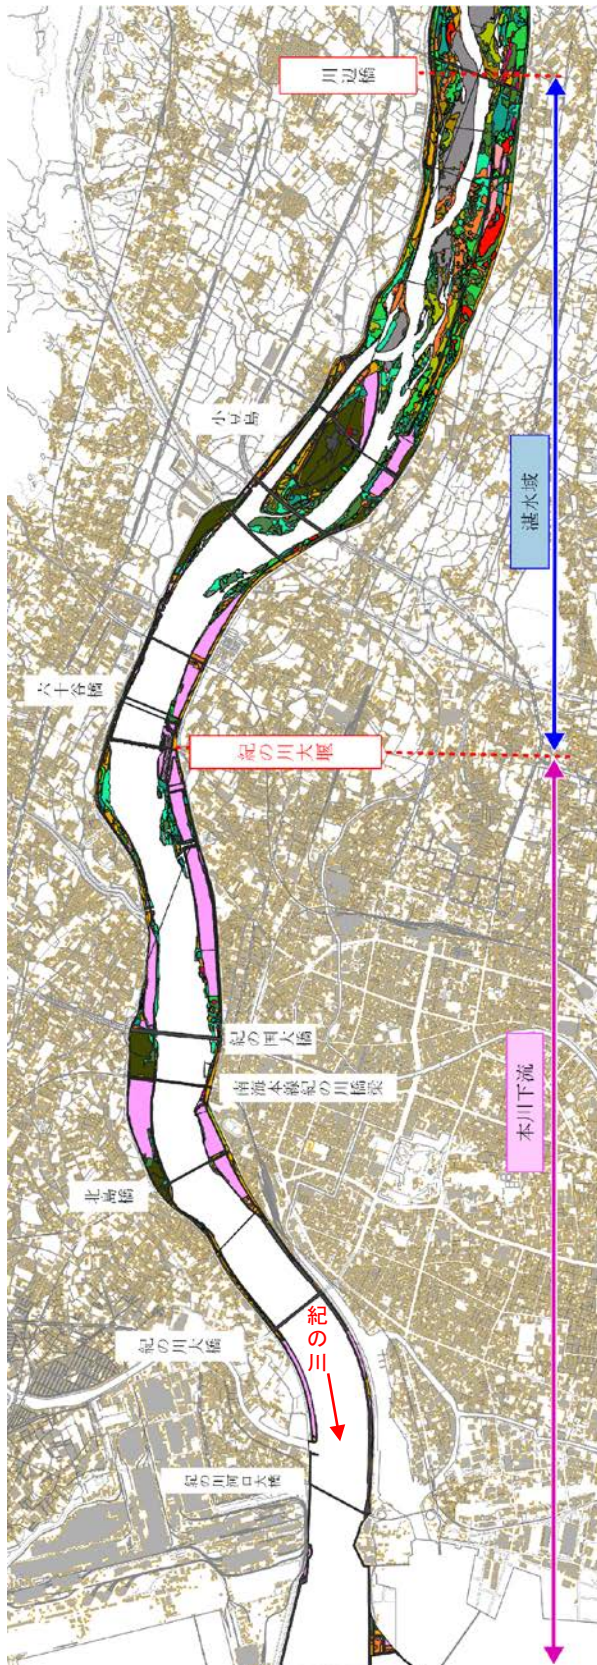 川辺橋
小豆島
湛水域
六十谷橋
紀の川大堰
紀の国大橋
南海本線紀の川橋梁
本川下流
北島橋
紀の川
紀の川大橋
紀の川河口大橋